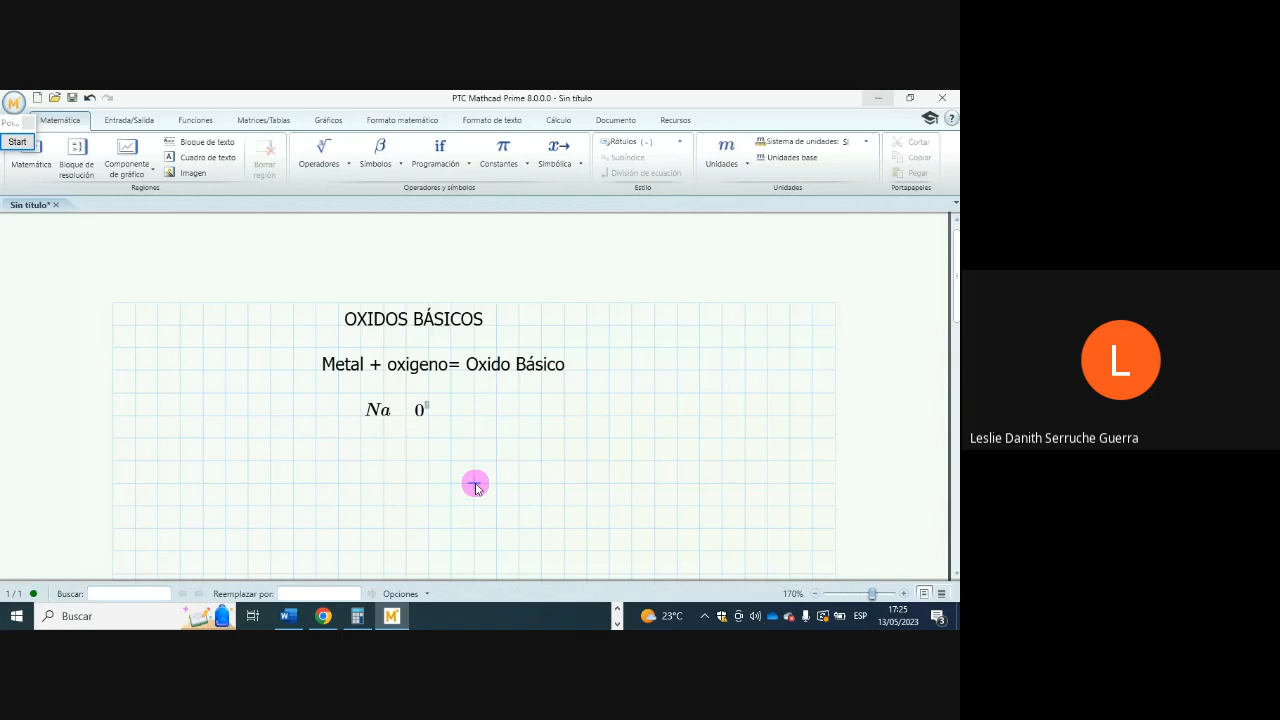 PTC Mathcad Prime 8.0.0.0 - Sin título
Poi...
Matemática Entrada/Salida Funciones Matrices/Tablas Gráficos Formato matemático Formato de texto Cálculo Documento Recursos
Start
Matemática
Bloque de resolución
Componente de gráfico
Bloque de texto
Cuadro de texto
Imagen
Borrar región
Regiones
Operadores
Símbolos
Programación
Constantes
Simbólica
Operadores y símbolos
Rótulos ( - )
Subíndice
División de ecuación
Estilo
Unidades
Sistema de unidades: SI
Unidades base
Unidades
Cortar
Copiar
Pegar
Portapapeles
Sin título*
OXIDOS BÁSICOS
Metal + oxigeno= Oxido Básico
Na 0
Leslie Danith Serruche Guerra
L
1 / 1 Buscar: Reemplazar por: Opciones 170%
Buscar 23°C ESP 17:25
13/05/2023
3